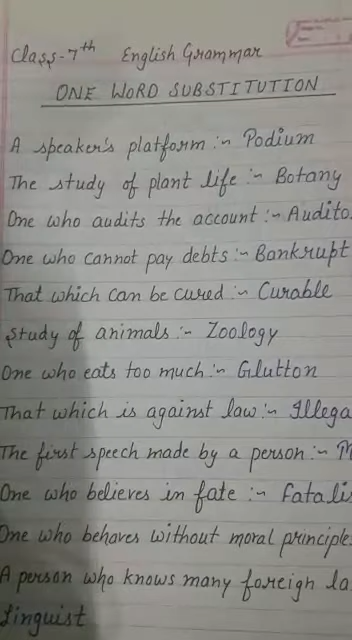 Class-7th English Grammar
ONE WORD SUBSTITUTION
A speaker's platform :- Podium
The study of plant life :- Botany
One who audits the account :- Audito
One who cannot pay debts :- Bankrupt
That which can be cured :- Curable
Study of animals :- Zoology
One who eats too much :- Glutton
That which is against law :- Illega
The first speech made by a person :- M
One who believes in fate :- Fatalis
One who behaves without moral principle
A person who knows many foreign la
Linguist